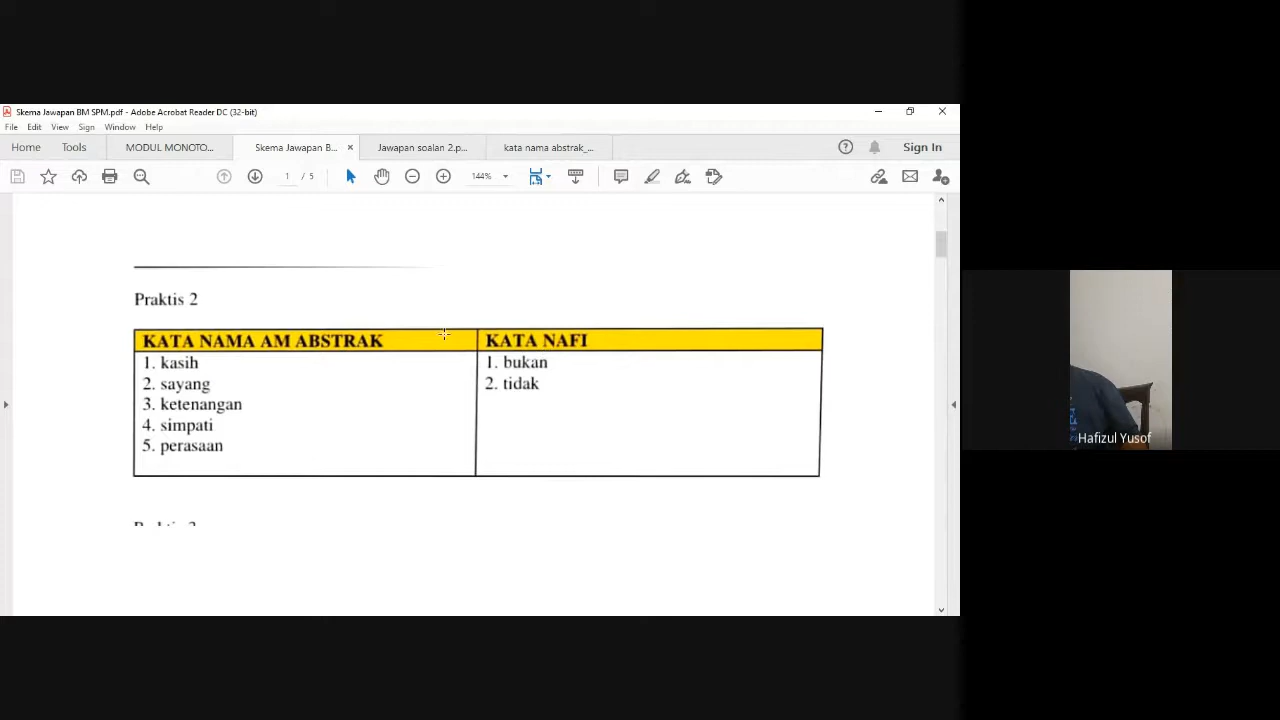 Skema Jawapan BM SPM.pdf - Adobe Acrobat Reader DC (32-bit)
File Edit View Sign Window Help
Home Tools MODUL MONOTO... Skema Jawapan B... × Jawapan soalan 2.p... kata nama abstrak_... Sign In
1 / 5 144%
Praktis 2
KATA NAMA AM ABSTRAK KATA NAFI
1. kasih 1. bukan
2. sayang 2. tidak
3. ketenangan
4. simpati
5. perasaan
Hafizul Yusof